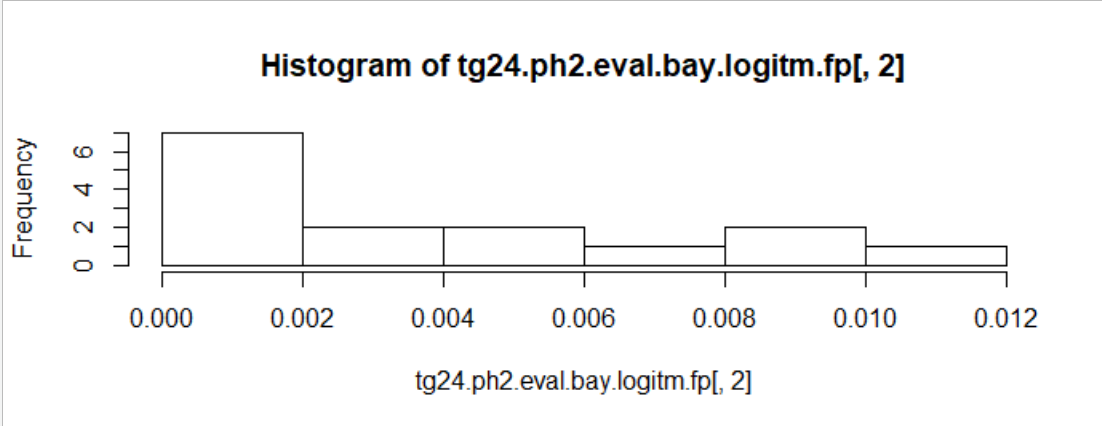 Histogram of tg24.ph2.eval.bay.logitm.fp[, 2]
Frequency
6
4
2
0
0.000 0.002 0.004 0.006 0.008 0.010 0.012
tg24.ph2.eval.bay.logitm.fp[, 2]